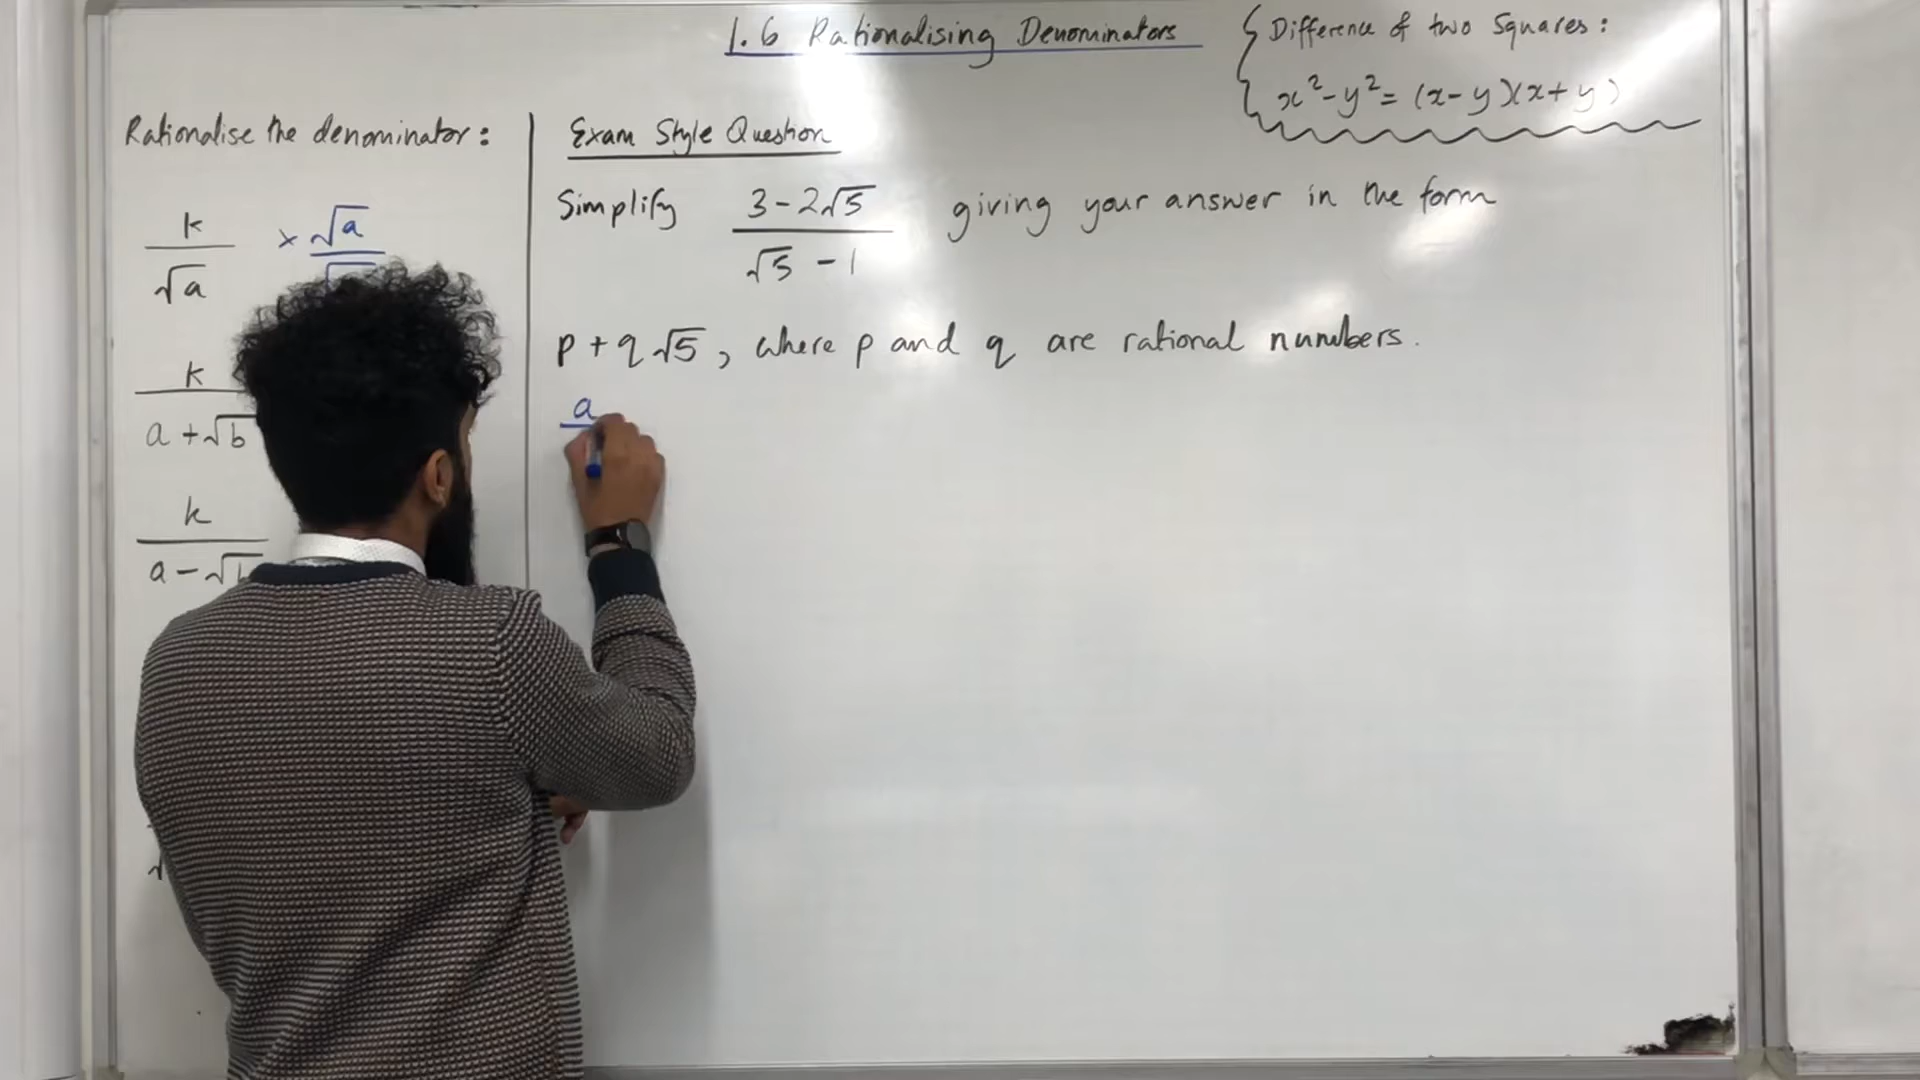 1.6 Rationalising Denominators
Difference of two squares:
x²-y²= (x-y)(x+y)
Rationalise the denominator:
k
√a
× √a
k
a +√b
k
a -
Exam Style Question
Simplify 3-2√5 giving your answer in the form
√5 -1
p + q√5, where p and q are rational numbers.
a